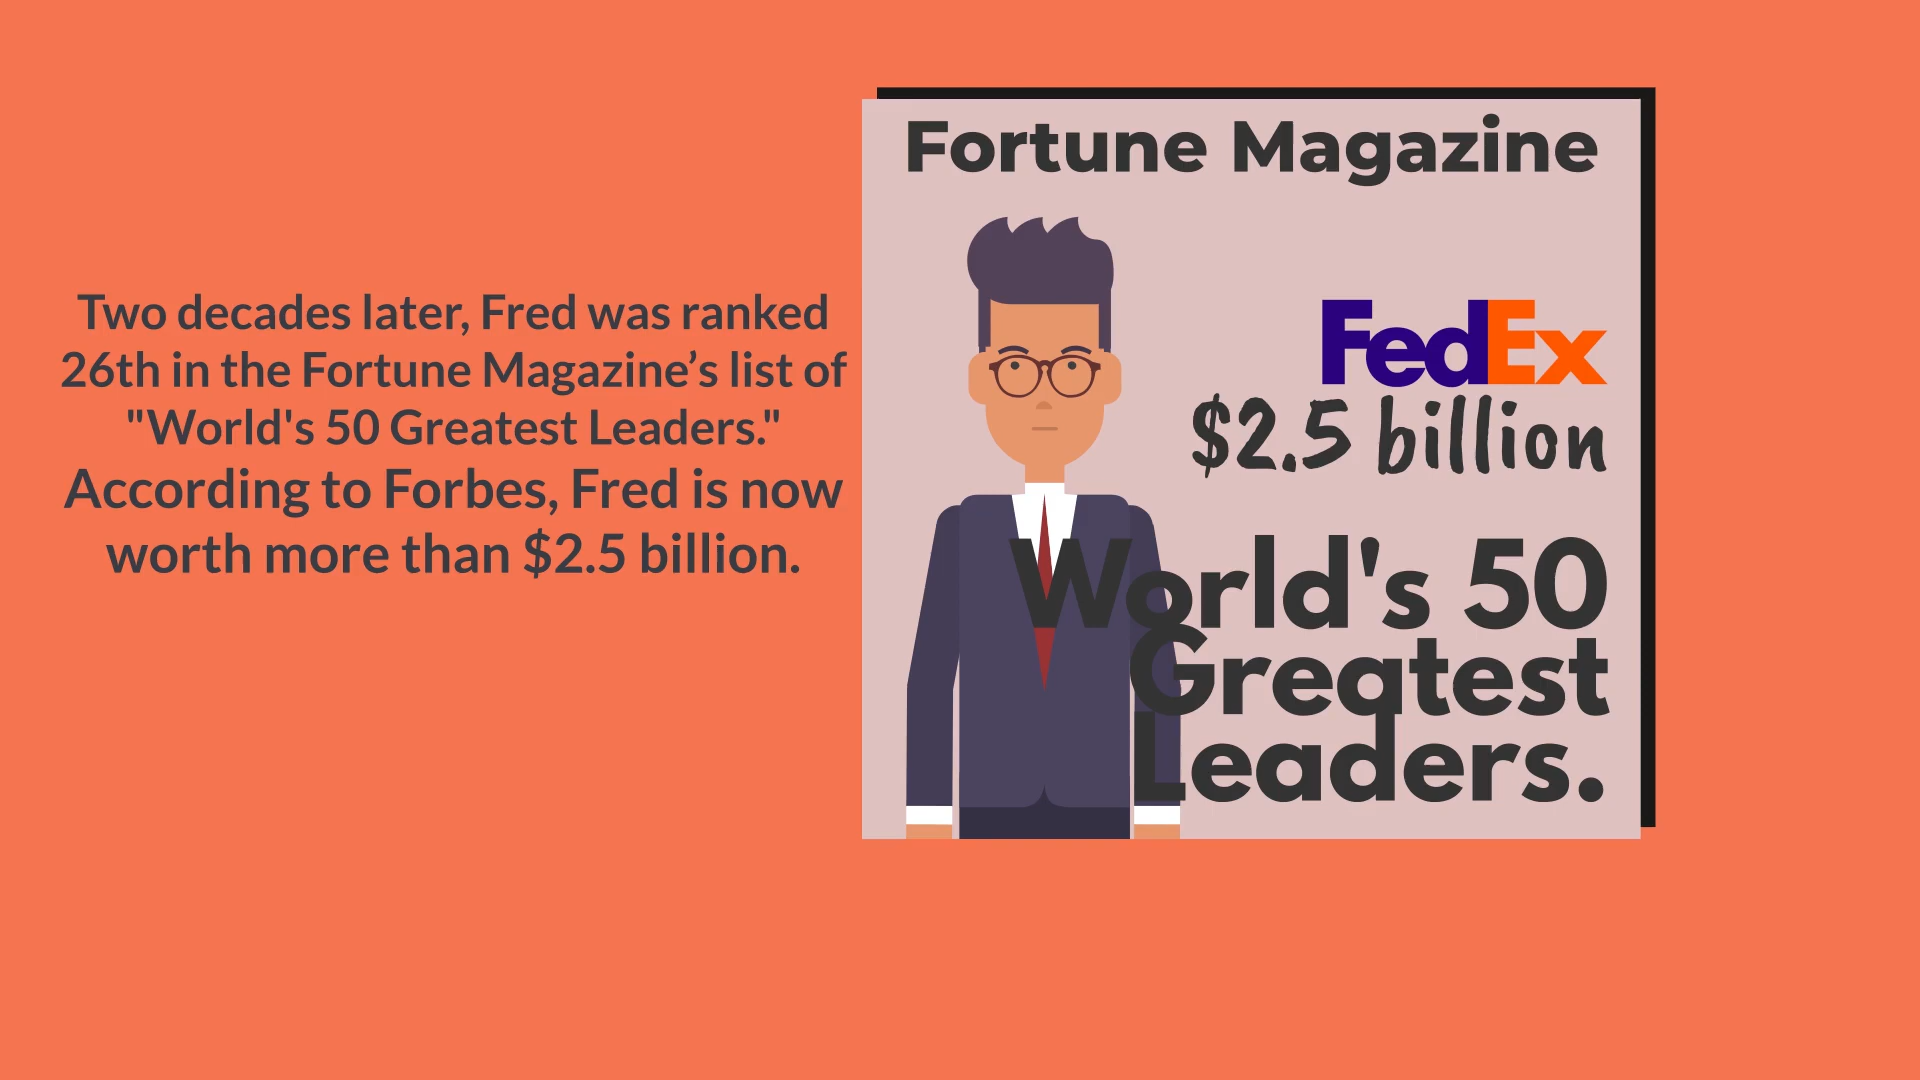 Two decades later, Fred was ranked
26th in the Fortune Magazine’s list of
"World's 50 Greatest Leaders."
According to Forbes, Fred is now
worth more than $2.5 billion.
Fortune Magazine
FedEx
$2.5 billion
World's 50
Greatest
Leaders.